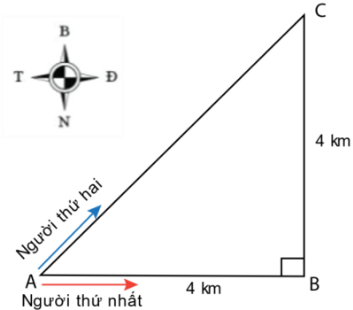 B
T Đ
N
C
4 km
Người thứ hai
A
B
4 km
Người thứ nhất